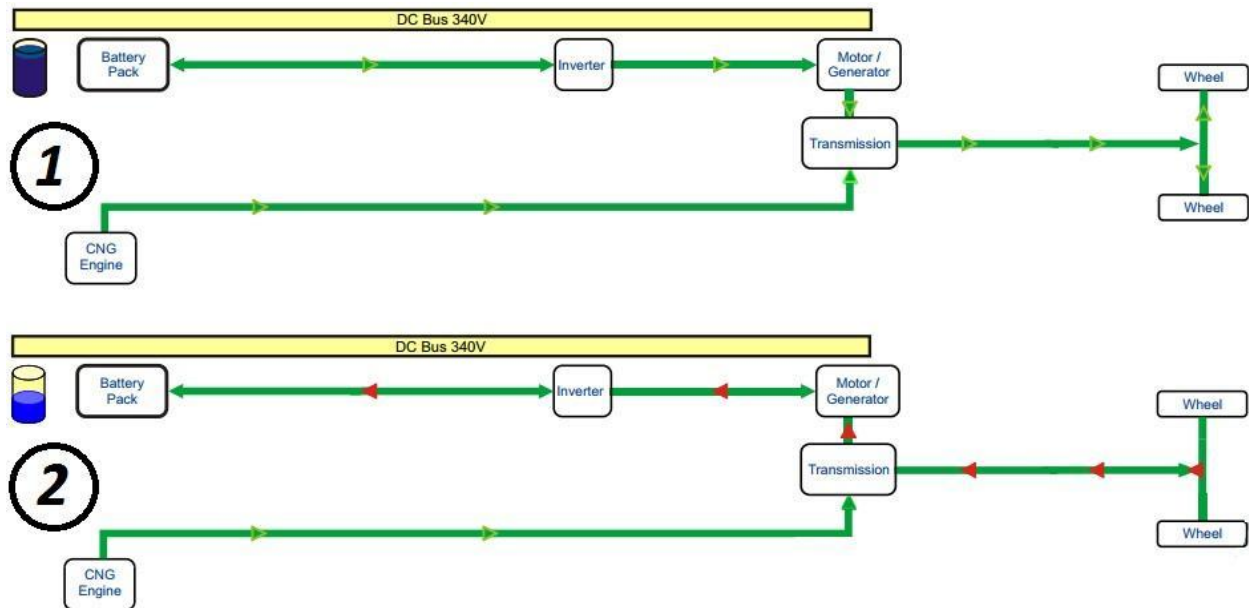 DC Bus 340V
Battery
Pack
Inverter
Motor /
Generator
Wheel
1
Transmission
Wheel
CNG
Engine
DC Bus 340V
Battery
Pack
Inverter
Motor /
Generator
Wheel
2
Transmission
Wheel
CNG
Engine